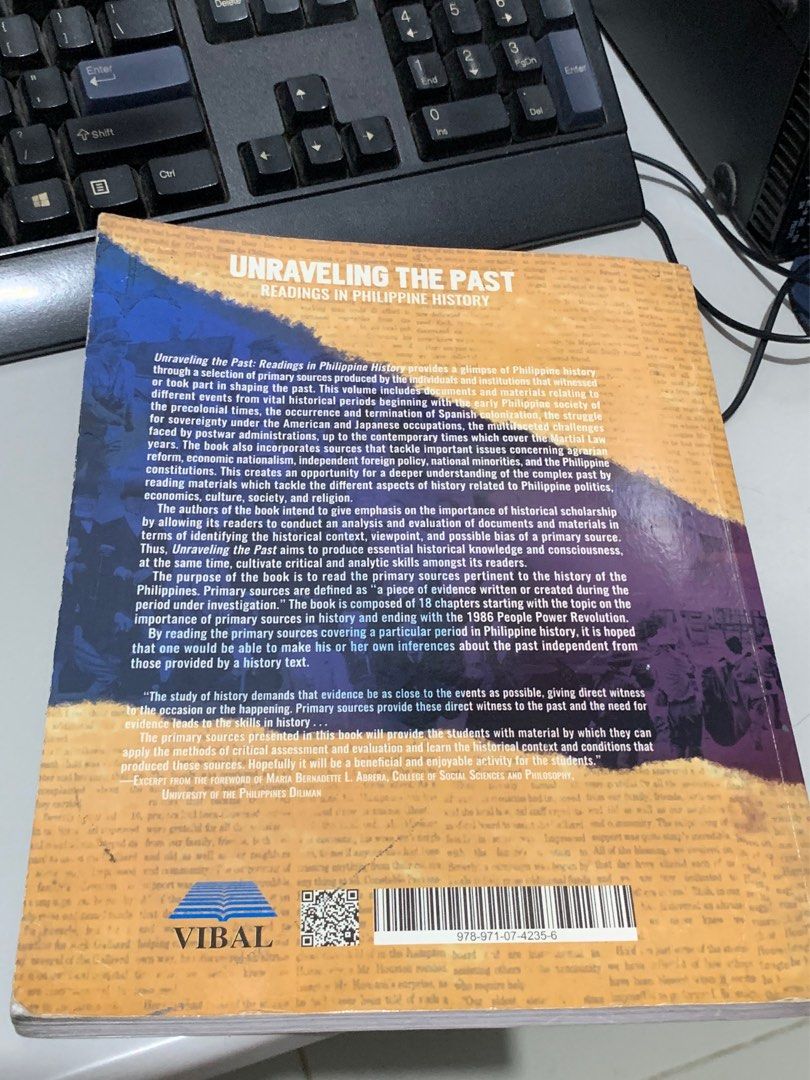 Delete
4
5
6
Enter
1
End
2
3
PgDn
Enter
Shift
0
Ins
Del
Ctrl
UNRAVELING THE PAST
READINGS IN PHILIPPINE HISTORY
Unraveling the Past: Readings in Philippine History provides a glimpse of Philippine history
through a selection of primary sources produced by the individuals and institutions that witnessed
or took part in shaping the past. This volume includes documents and materials relating to
different events from vital historical periods beginning with the early Philippine society of
the precolonial times, the occurrence and termination of Spanish colonization, the struggle
for sovereignty under the American and Japanese occupations, the multifaceted challenges
faced by postwar administrations, up to the contemporary times which cover the Martial Law
years. The book also incorporates sources that tackle important issues concerning agrarian
reform, economic nationalism, independent foreign policy, national minorities, and the Philippine
constitutions. This creates an opportunity for a deeper understanding of the complex past by
reading materials which tackle the different aspects of history related to Philippine politics,
economics, culture, society, and religion.
The authors of the book intend to give emphasis on the importance of historical scholarship
by allowing its readers to conduct an analysis and evaluation of documents and materials in
terms of identifying the historical context, viewpoint, and possible bias of a primary source.
Thus, Unraveling the Past aims to produce essential historical knowledge and consciousness,
at the same time, cultivate critical and analytic skills amongst its readers.
The purpose of the book is to read the primary sources pertinent to the history of the
Philippines. Primary sources are defined as “a piece of evidence written or created during the
period under investigation.” The book is composed of 18 chapters starting with the topic on the
importance of primary sources in history and ending with the 1986 People Power Revolution.
By reading the primary sources covering a particular period in Philippine history, it is hoped
that one would be able to make his or her own inferences about the past independent from
those provided by a history text.
“The study of history demands that evidence be as close to the events as possible, giving direct witness
to the occasion or the happening. Primary sources provide these direct witness to the past and the need for
evidence leads to the skills in history . . .
The primary sources presented in this book will provide the students with material by which they can
apply the methods of critical assessment and evaluation and learn the historical context and conditions that
produced these sources. Hopefully it will be a beneficial and enjoyable activity for the students.”
—Excerpt from the foreword of Maria Bernadette L. Abrera, College of Social Sciences and Philosophy,
University of the Philippines Diliman
VIBAL
978-971-07-4235-6